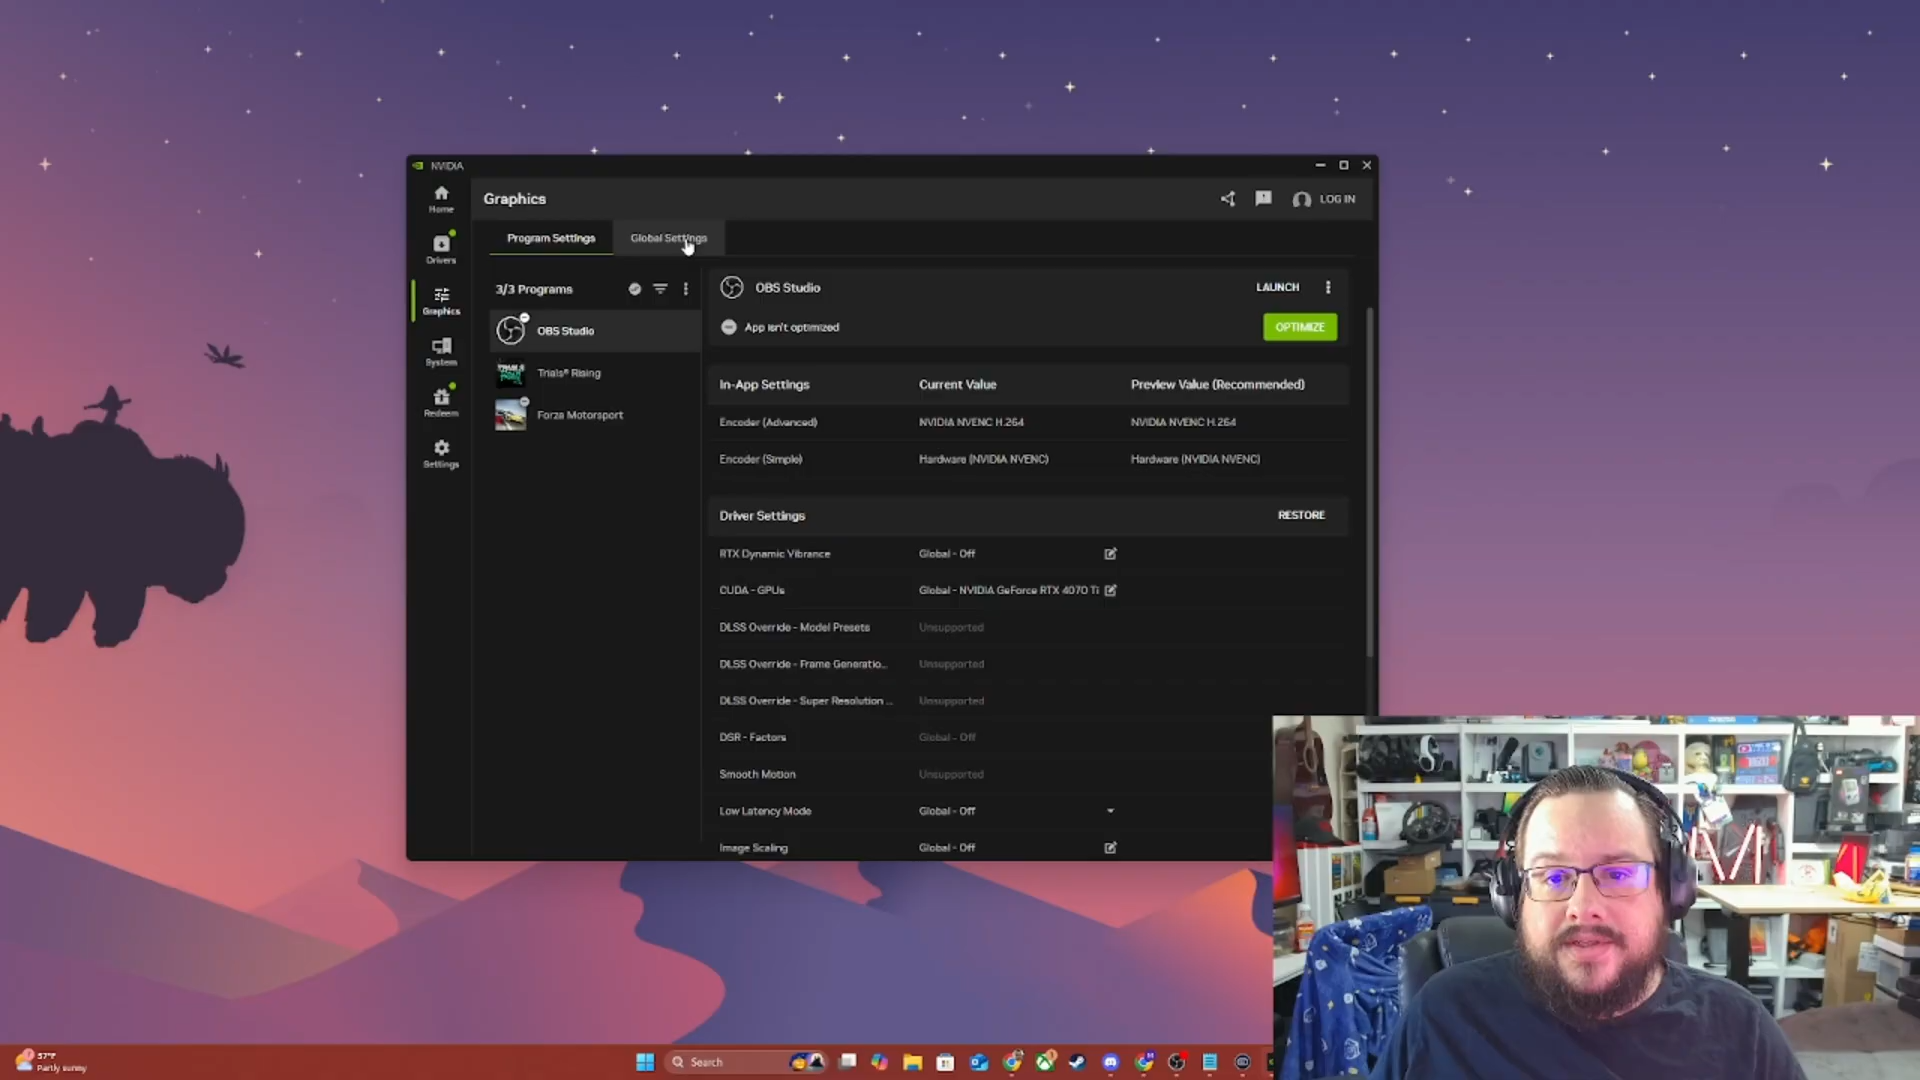 NVIDIA
Home
Drivers
Graphics
System
Redeem
Settings
Graphics
LOG IN
Program Settings
Global Settings
3/3 Programs
OBS Studio
Trials® Rising
Forza Motorsport
OBS Studio
LAUNCH
App isn't optimized
OPTIMIZE
In-App Settings Current Value Preview Value (Recommended)
Encoder (Advanced) NVIDIA NVENC H.264 NVIDIA NVENC H.264
Encoder (Simple) Hardware (NVIDIA NVENC) Hardware (NVIDIA NVENC)
Driver Settings RESTORE
RTX Dynamic Vibrance Global - Off
CUDA - GPUs Global - NVIDIA GeForce RTX 4070 Ti
DLSS Override - Model Presets Unsupported
DLSS Override - Frame Generatio... Unsupported
DLSS Override - Super Resolution ... Unsupported
DSR - Factors Global - Off
Smooth Motion Unsupported
Low Latency Mode Global - Off
Image Scaling Global - Off
57°F
Partly sunny
Search